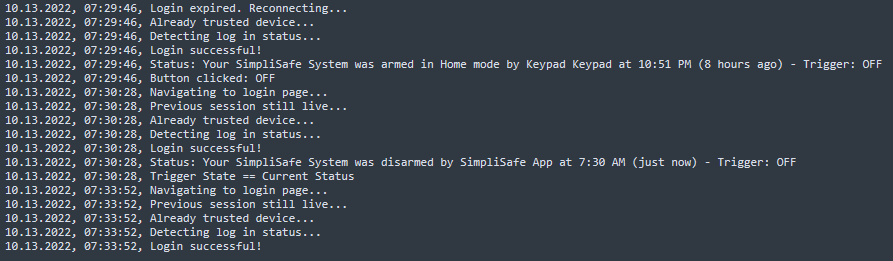 10.13.2022, 07:29:46, Login expired. Reconnecting...
10.13.2022, 07:29:46, Already trusted device...
10.13.2022, 07:29:46, Detecting log in status...
10.13.2022, 07:29:46, Login successful!
10.13.2022, 07:29:46, Status: Your SimpliSafe System was armed in Home mode by Keypad Keypad at 10:51 PM (8 hours ago) - Trigger: OFF
10.13.2022, 07:29:46, Button clicked: OFF
10.13.2022, 07:30:28, Navigating to login page...
10.13.2022, 07:30:28, Previous session still live...
10.13.2022, 07:30:28, Already trusted device...
10.13.2022, 07:30:28, Detecting log in status...
10.13.2022, 07:30:28, Login successful!
10.13.2022, 07:30:28, Status: Your SimpliSafe System was disarmed by SimpliSafe App at 7:30 AM (just now) - Trigger: OFF
10.13.2022, 07:30:28, Trigger State == Current Status
10.13.2022, 07:33:52, Navigating to login page...
10.13.2022, 07:33:52, Previous session still live...
10.13.2022, 07:33:52, Already trusted device...
10.13.2022, 07:33:52, Detecting log in status...
10.13.2022, 07:33:52, Login successful!